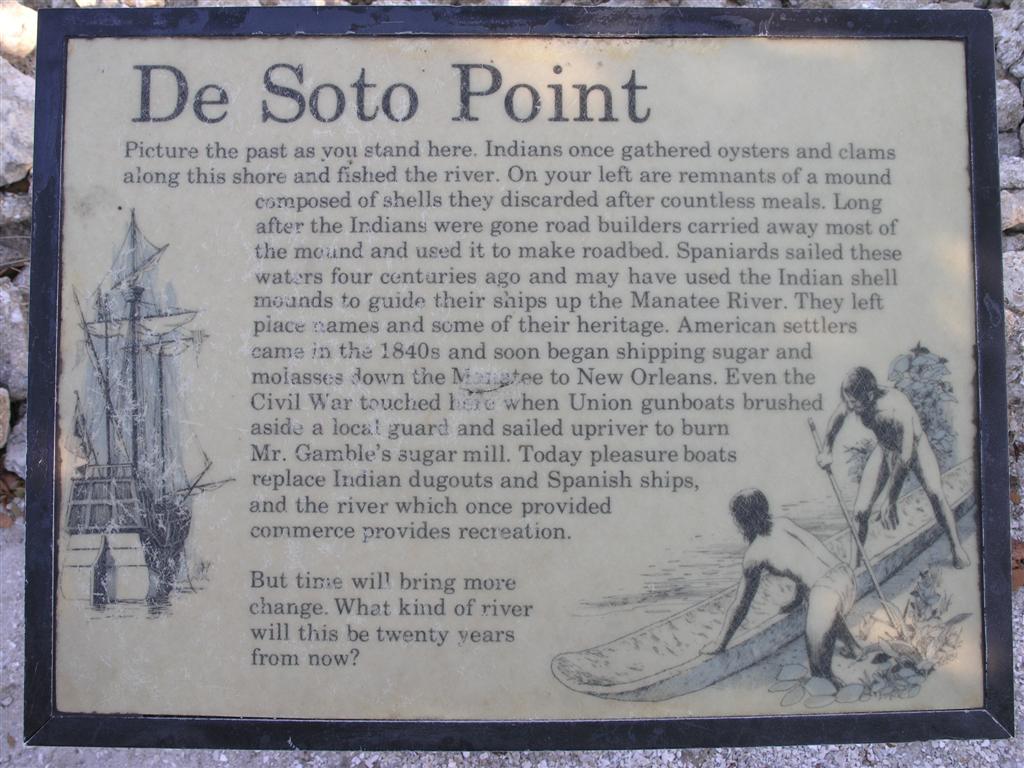 De Soto Point
Picture the past as you stand here. Indians once gathered oysters and clams
along this shore and fished the river. On your left are remnants of a mound
composed of shells they discarded after countless meals. Long
after the Indians were gone road builders carried away most of
the mound and used it to make roadbed. Spaniards sailed these
waters four centuries ago and may have used the Indian shell
mounds to guide their ships up the Manatee River. They left
place names and some of their heritage. American settlers
came in the 1840s and soon began shipping sugar and
molasses down the Manatee to New Orleans. Even the
Civil War touched here when Union gunboats brushed
aside a local guard and sailed upriver to burn
Mr. Gamble's sugar mill. Today pleasure boats
replace Indian dugouts and Spanish ships,
and the river which once provided
commerce provides recreation.
But time will bring more
change. What kind of river
will this be twenty years
from now?